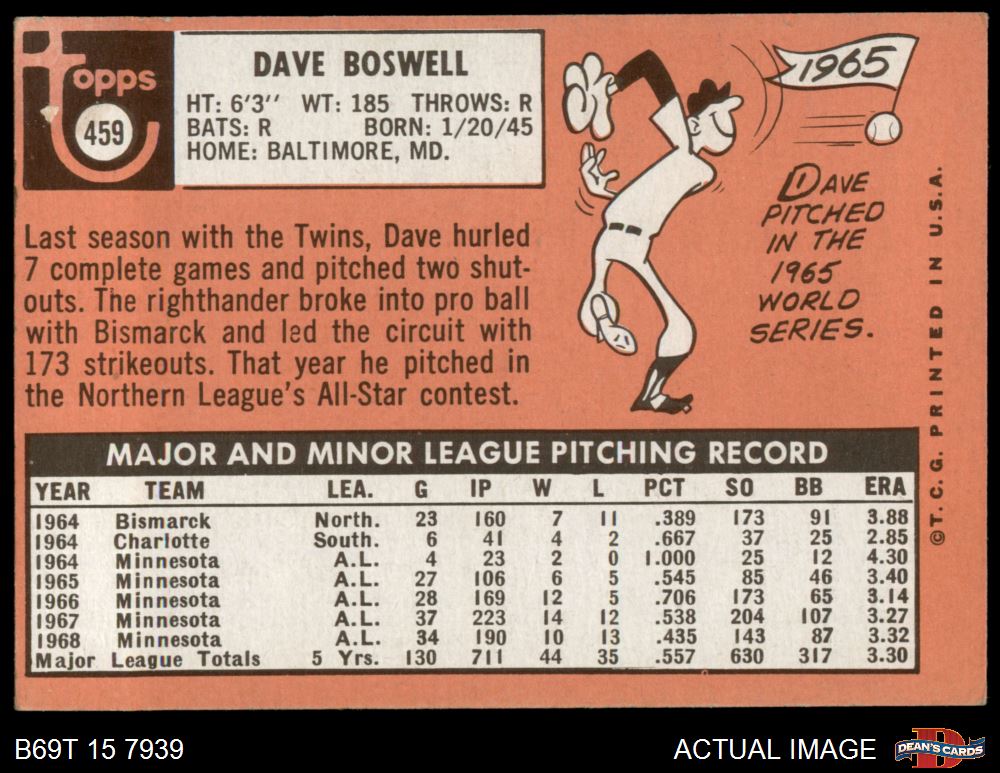 Topps
459
DAVE BOSWELL
HT: 6'3'' WT: 185 THROWS: R
BATS: R BORN: 1/20/45
HOME: BALTIMORE, MD.
Last season with the Twins, Dave hurled
7 complete games and pitched two shut-
outs. The righthander broke into pro ball
with Bismarck and led the circuit with
173 strikeouts. That year he pitched in
the Northern League's All-Star contest.
1965
DAVE
PITCHED
IN THE
1965
WORLD
SERIES.
©T.C.G. PRINTED IN U.S.A.
MAJOR AND MINOR LEAGUE PITCHING RECORD
YEAR TEAM LEA. G IP W L PCT SO BB ERA
1964 Bismarck North. 23 160 7 11 .389 173 91 3.88
1964 Charlotte South. 6 41 4 2 .667 37 25 2.85
1964 Minnesota A.L. 4 23 2 0 1.000 25 12 4.30
1965 Minnesota A.L. 27 106 6 5 .545 85 46 3.40
1966 Minnesota A.L. 28 169 12 5 .706 173 65 3.14
1967 Minnesota A.L. 37 223 14 12 .538 204 107 3.27
1968 Minnesota A.L. 34 190 10 13 .435 143 87 3.32
Major League Totals 5 Yrs. 130 711 44 35 .557 630 317 3.30
B69T 15 7939
ACTUAL IMAGE
D
DEAN'S CARDS